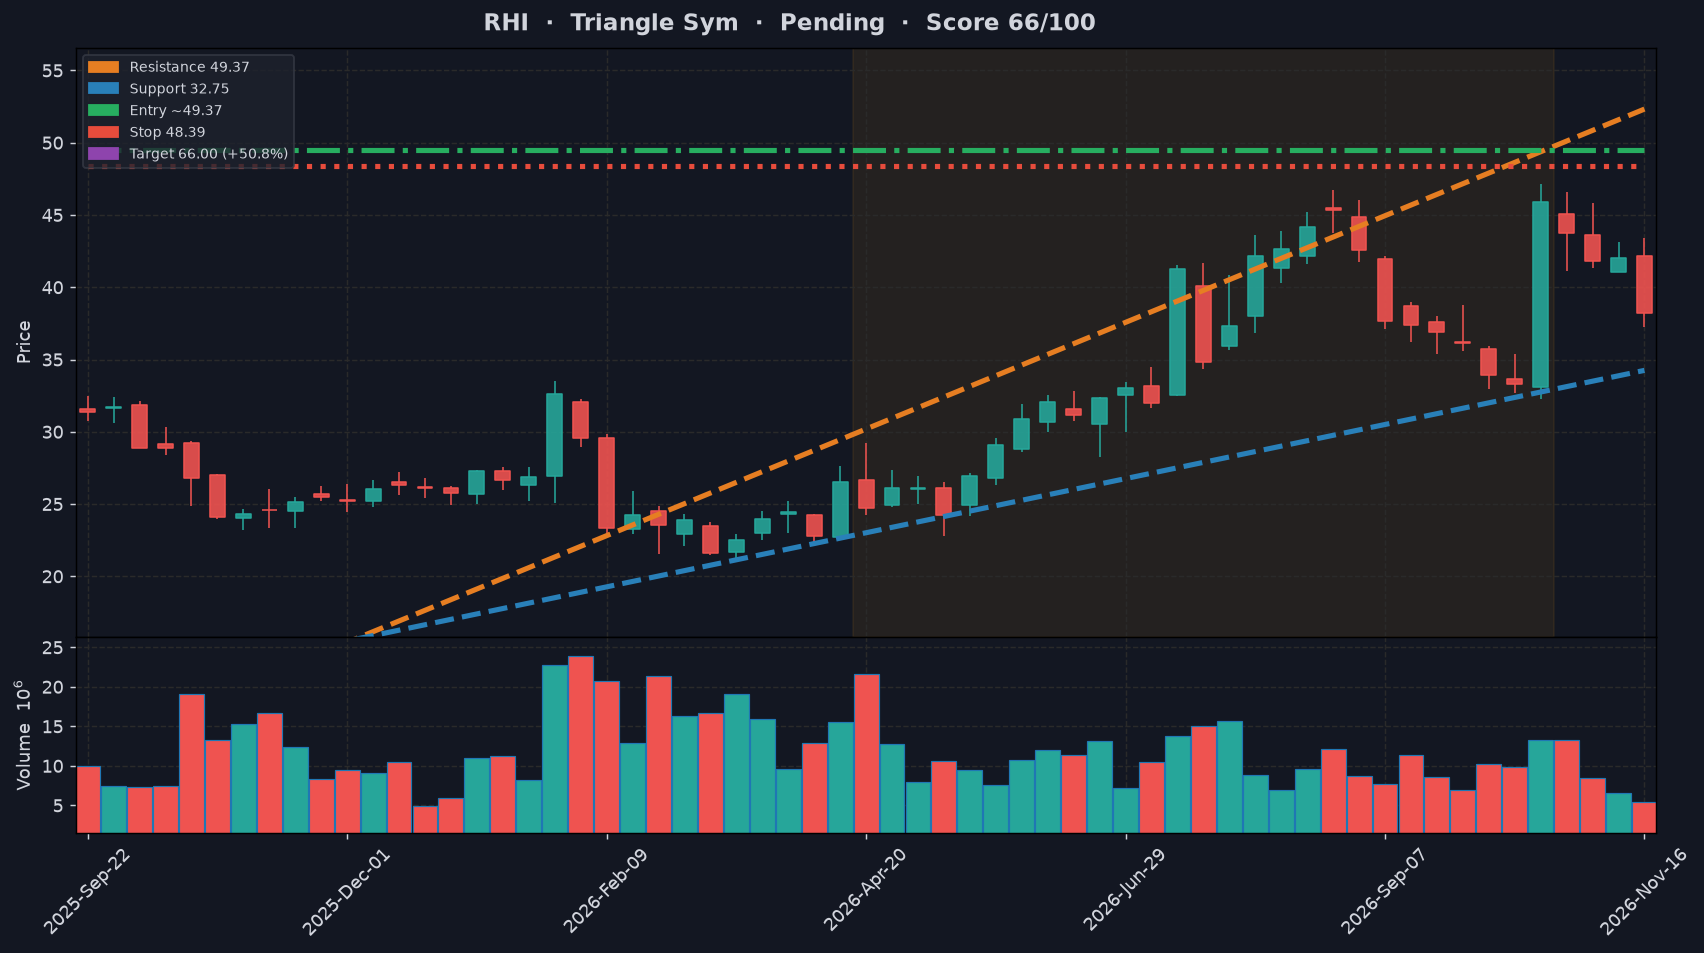 RHI · Triangle Sym · Pending · Score 66/100
Resistance 49.37
Support 32.75
Entry ~49.37
Stop 48.39
Target 66.00 (+50.8%)
55
50
45
40
35
30
25
20
Price
25
20
15
10
5
Volume 10⁶
2025-Sep-22
2025-Dec-01
2026-Feb-09
2026-Apr-20
2026-Jun-29
2026-Sep-07
2026-Nov-16